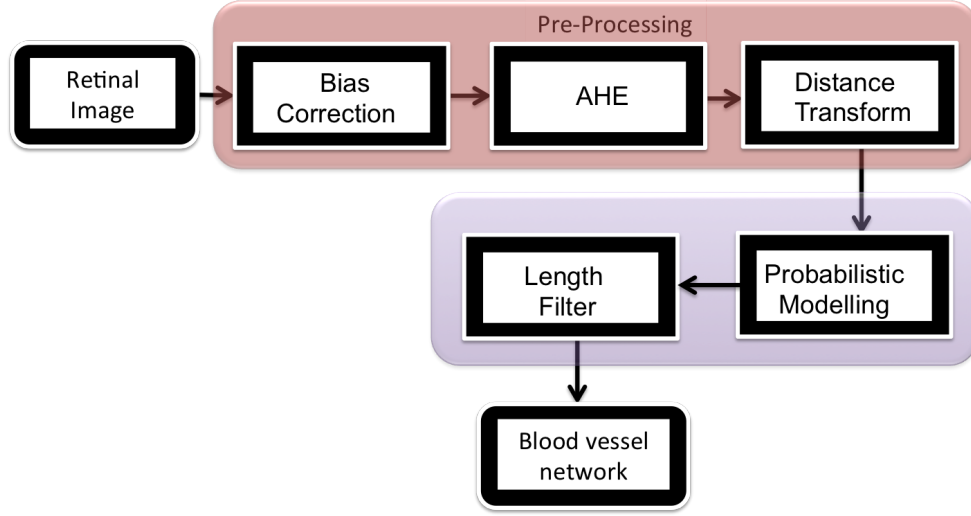 Pre-Processing
Retinal
Image
Bias
Correction
AHE
Distance
Transform
Probabilistic
Modelling
Length
Filter
Blood vessel
network